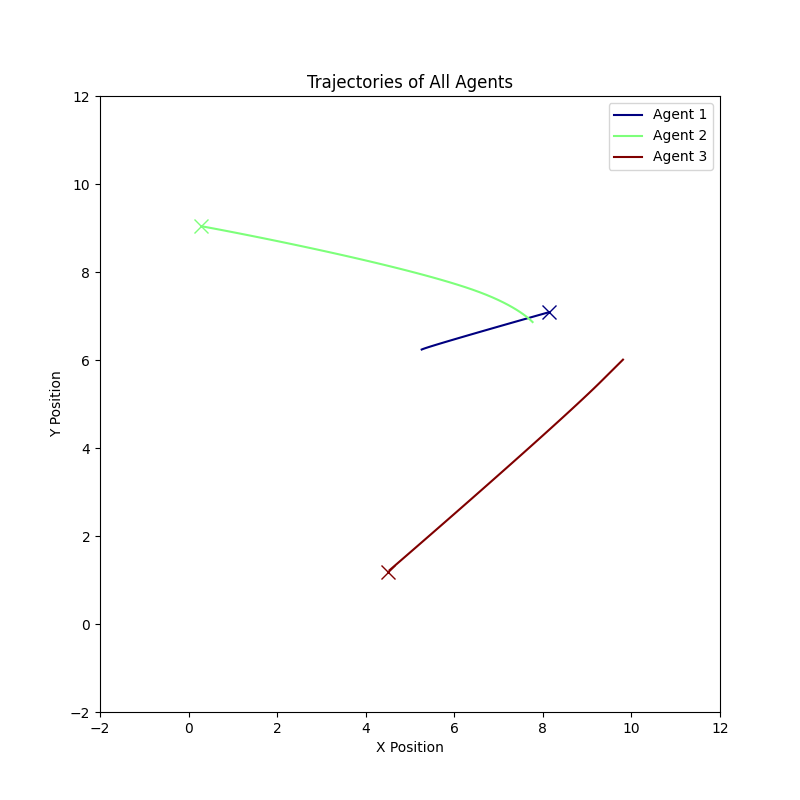 Trajectories of All Agents
Agent 1
Agent 2
Agent 3
12
10
8
6
4
2
0
−2
Y Position
−2 0 2 4 6 8 10 12
X Position